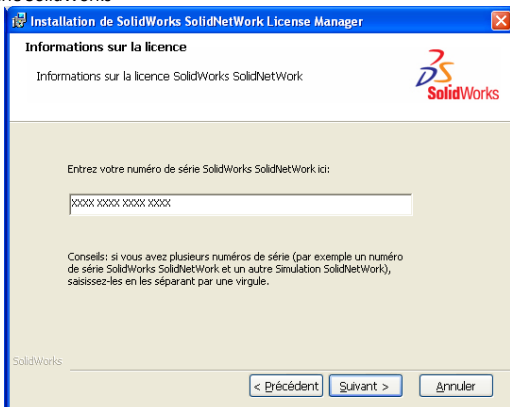 Installation de SolidWorks SolidNetWork License Manager
Informations sur la licence
Informations sur la licence SolidWorks SolidNetWork
SolidWorks
Entrez votre numéro de série SolidWorks SolidNetWork ici:
XXXX XXXX XXXX XXXX
Conseils: si vous avez plusieurs numéros de série (par exemple un numéro
de série SolidWorks SolidNetWork et un autre Simulation SolidNetWork),
saisissez-les en les séparant par une virgule.
SolidWorks
< Précédent Suivant > Annuler